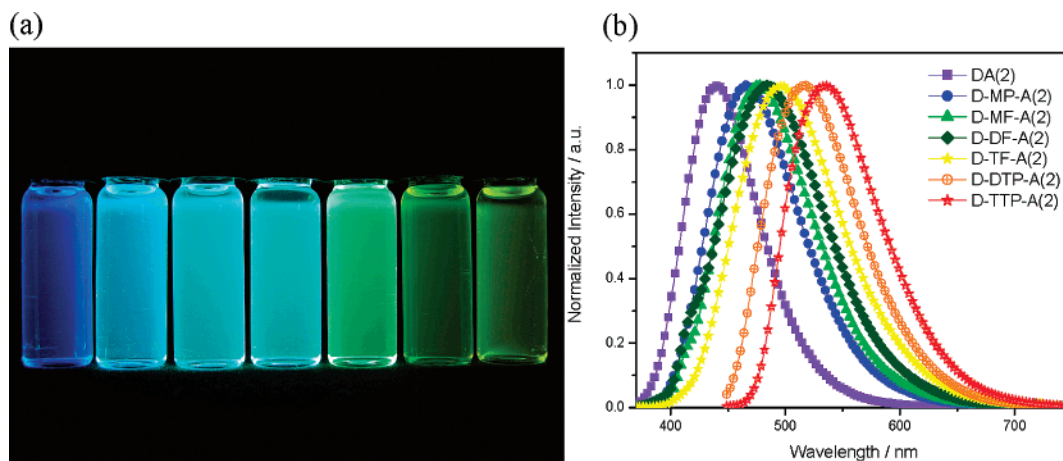 (a)
(b)
Normalized Intensity / a.u.
1.0
0.8
0.6
0.4
0.2
0.0
400 500 600 700
Wavelength / nm
DA(2)
D-MP-A(2)
D-MF-A(2)
D-DF-A(2)
D-TF-A(2)
D-DTP-A(2)
D-TTP-A(2)